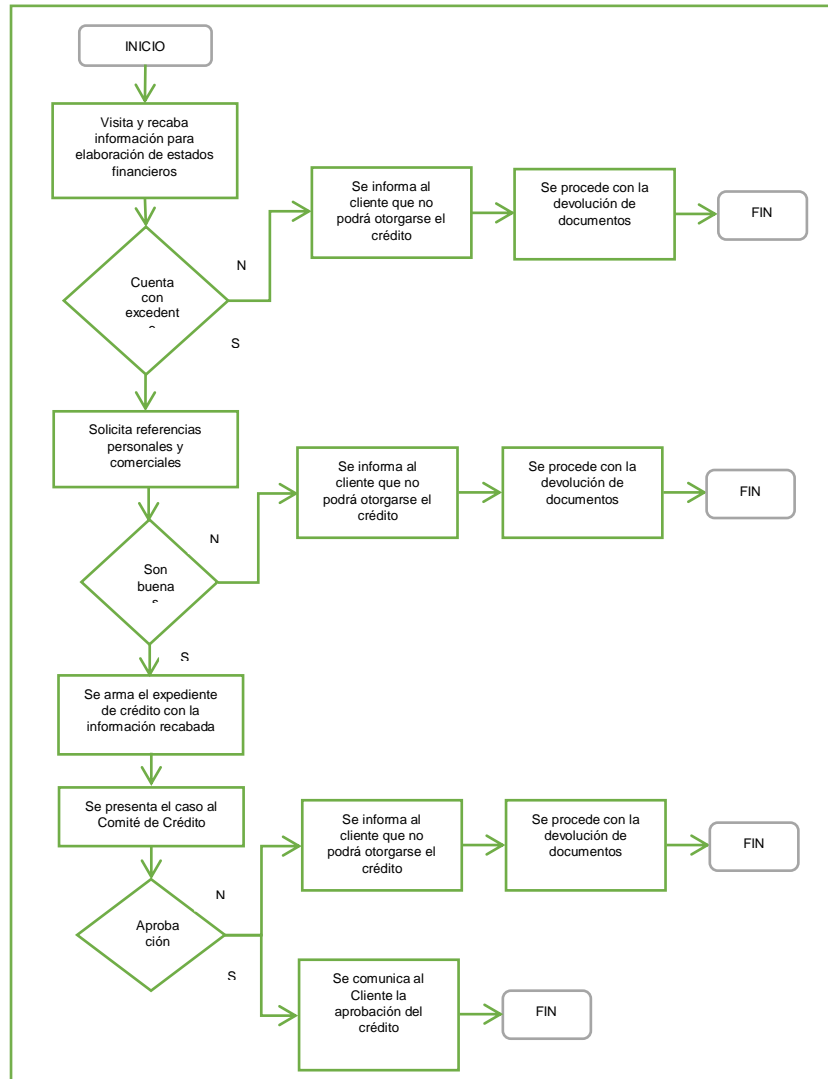 INICIO
Visita y recaba
información para
elaboración de estados
financieros
Se informa al
cliente que no
podrá otorgarse el
crédito
Se procede con la
devolución de
documentos
FIN
N
Cuenta
con
excedent
S
Solicita referencias
personales y
comerciales
Se informa al
cliente que no
podrá otorgarse el
crédito
Se procede con la
devolución de
documentos
FIN
N
Son
buena
S
Se arma el expediente
de crédito con la
información recabada
Se presenta el caso al
Comité de Crédito
Se informa al
cliente que no
podrá otorgarse el
crédito
Se procede con la
devolución de
documentos
FIN
N
Aproba
ción
S
Se comunica al
Cliente la
aprobación del
crédito
FIN